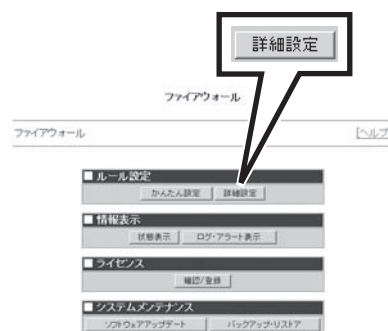 詳細設定
ファイアウォール
ファイアウォール [ヘルプ
■ ルール設定
かんたん設定 詳細設定
■ 情報表示
状態表示 ログ・アラート表示
■ ライセンス
確認/登録
■ システムメンテナンス
ソフトウェアアップデート バックアップ・リストア